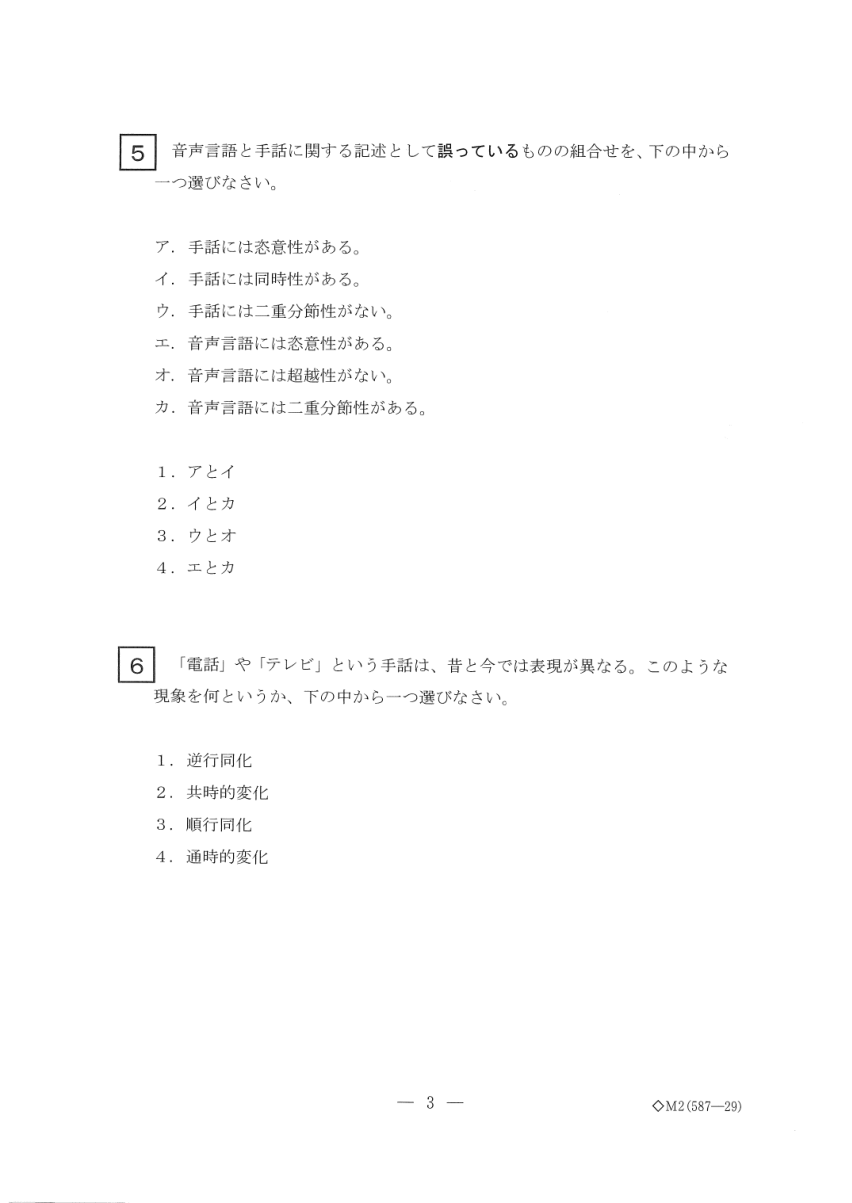 5 音声言語と手話に関する記述として誤っているものの組合せを、下の中から
一つ選びなさい。
ア．手話には恣意性がある。
イ．手話には同時性がある。
ウ．手話には二重分節性がない。
エ．音声言語には恣意性がある。
オ．音声言語には超越性がない。
カ．音声言語には二重分節性がある。
１．アとイ
２．イとカ
３．ウとオ
４．エとカ
6 「電話」や「テレビ」という手話は、昔と今では表現が異なる。このような
現象を何というか、下の中から一つ選びなさい。
１．逆行同化
２．共時的変化
３．順行同化
４．通時的変化
― 3 ―
◇M2(587―29)